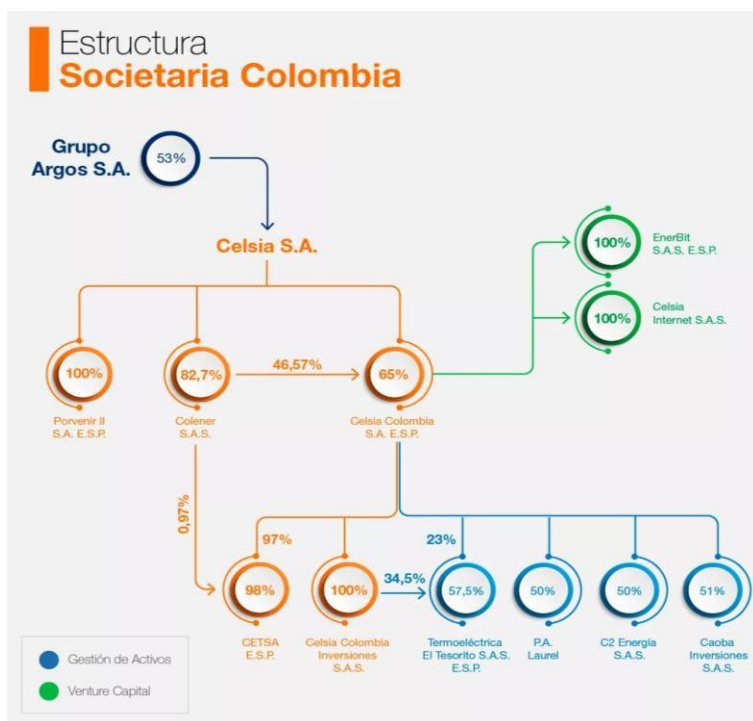 Estructura
Societaria Colombia
Grupo
Argos S.A.
53%
Celsia S.A.
100%
EnerBit
S.A.S. E.S.P.
100%
Celsia
Internet S.A.S.
100%
82,7%
46,57%
65%
Porvenir II
S.A. E.S.P.
Colener
S.A.S.
Celsia Colombia
S.A. E.S.P.
0,97%
97%
23%
98%
100%
34,5%
57,5%
50%
50%
51%
CETSA
E.S.P.
Celsia Colombia
Inversiones
S.A.S.
Termoeléctrica
El Tesorito S.A.S.
E.S.P.
P.A.
Laurel
C2 Energía
S.A.S.
Caoba
Inversiones
S.A.S.
Gestión de Activos
Venture Capital